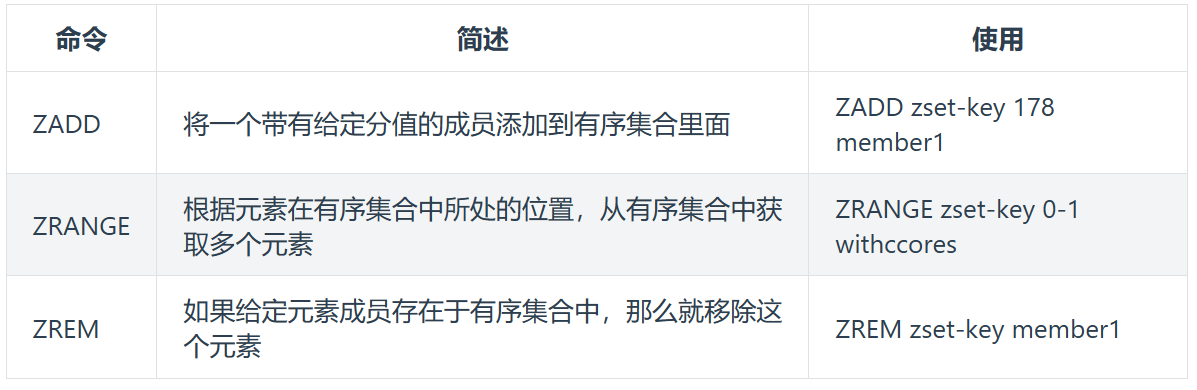 命令 简述 使用
ZADD 将一个带有给定分值的成员添加到有序集合里面 ZADD zset-key 178
member1
ZRANGE 根据元素在有序集合中所处的位置，从有序集合中获
取多个元素
ZRANGE zset-key 0-1
withccores
ZREM 如果给定元素成员存在于有序集合中，那么就移除这
个元素
ZREM zset-key member1